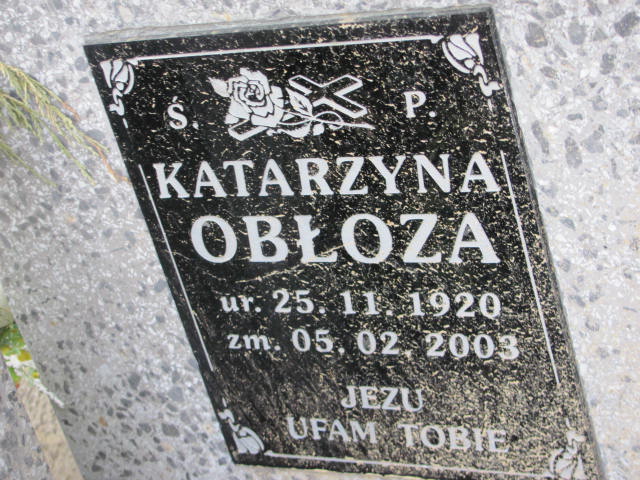 Ś. P.
KATARZYNA
OBŁOZA
ur. 25. 11. 1920
zm. 05. 02. 2003
JEZU
UFAM TOBIE